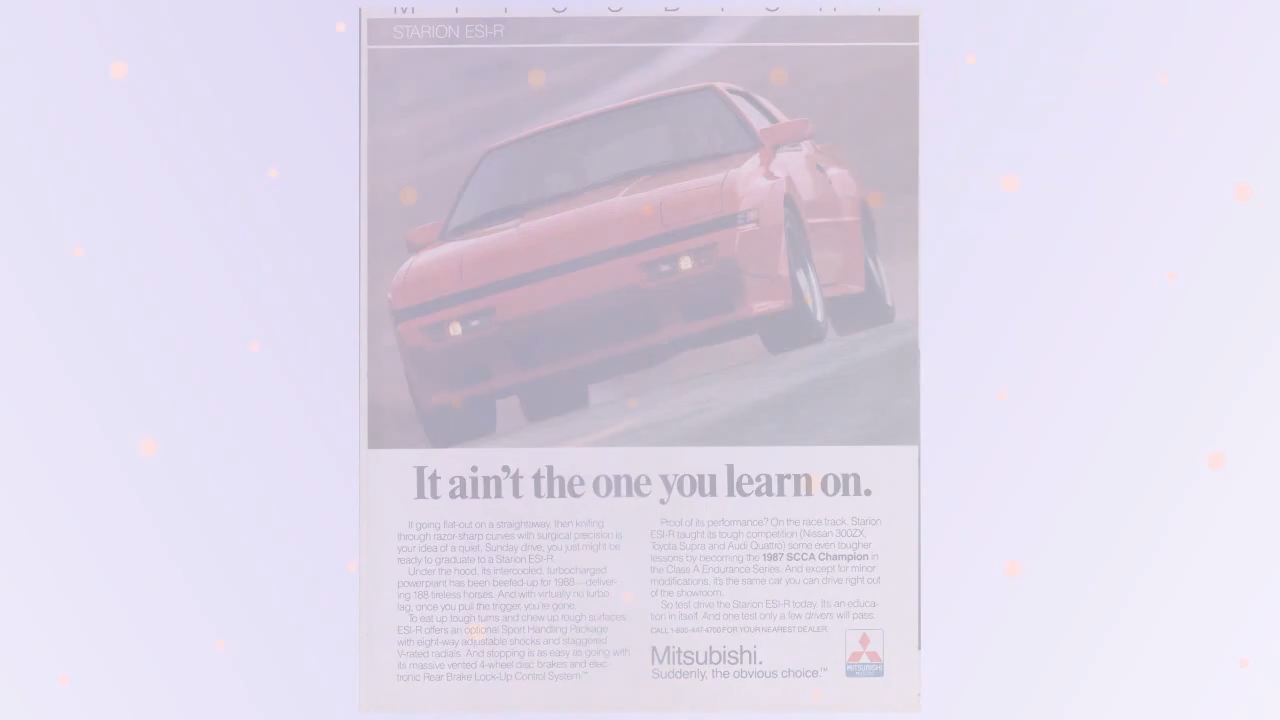 STARION ESI-R
It ain't the one you learn on.
If going flat-out on a straightaway, then knifing
through razor-sharp curves with surgical precision is
your idea of a quiet, Sunday drive, you just might be
ready to graduate to a Starion ESI-R.
Under the hood, its intercooled, turbocharged
powerplant has been beefed-up for 1988—deliver-
ing 188 tireless horses. And with virtually no turbo
lag, once you pull the trigger, you're gone.
To eat up tough turns and chew up rough surfaces,
ESI-R offers an optional Sport Handling Package
with eight-way adjustable shocks and staggered
V-rated radials. And stopping is as easy as going with
its massive vented 4-wheel disc brakes and elec-
tronic Rear Brake Lock-Up Control System™
Proof of its performance? On the race track, Starion
ESI-R taught its tough competition (Nissan 300ZX,
Toyota Supra and Audi Quattro) some even tougher
lessons by becoming the 1987 SCCA Champion in
the Class A Endurance Series. And except for minor
modifications, it's the same car you can drive right out
of the showroom.
So test drive the Starion ESI-R today. Its an educa-
tion in itself. And one test only a few drivers will pass.
CALL 1-800-447-4700 FOR YOUR NEAREST DEALER.
Mitsubishi.
Suddenly, the obvious choice.™
MITSUBISHI